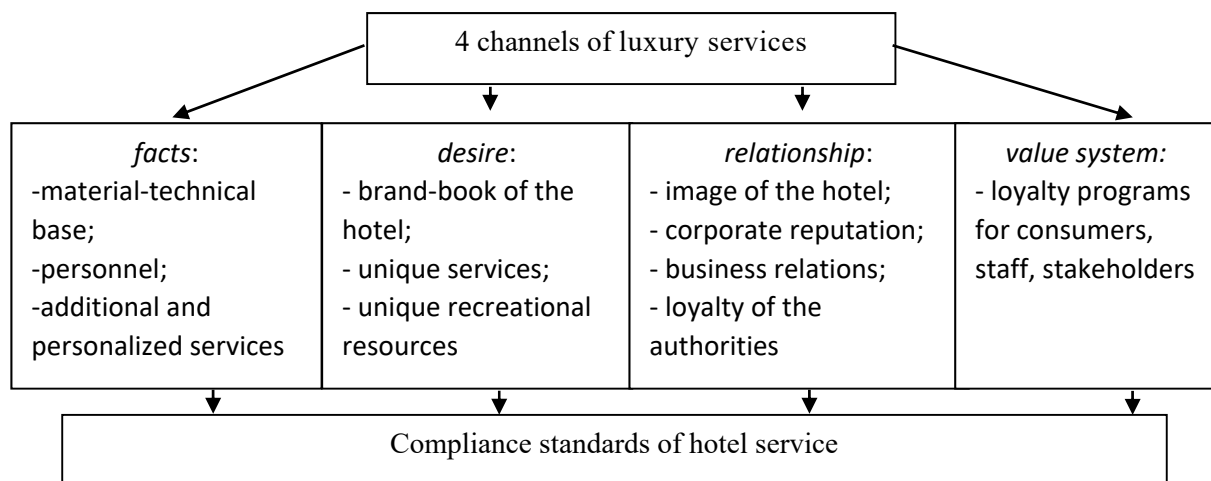 4 channels of luxury services
facts:
-material-technical
base;
-personnel;
-additional and
personalized services
desire:
- brand-book of the
hotel;
- unique services;
- unique recreational
resources
relationship:
- image of the hotel;
- corporate reputation;
- business relations;
- loyalty of the
authorities
value system:
- loyalty programs
for consumers,
staff, stakeholders
Compliance standards of hotel service